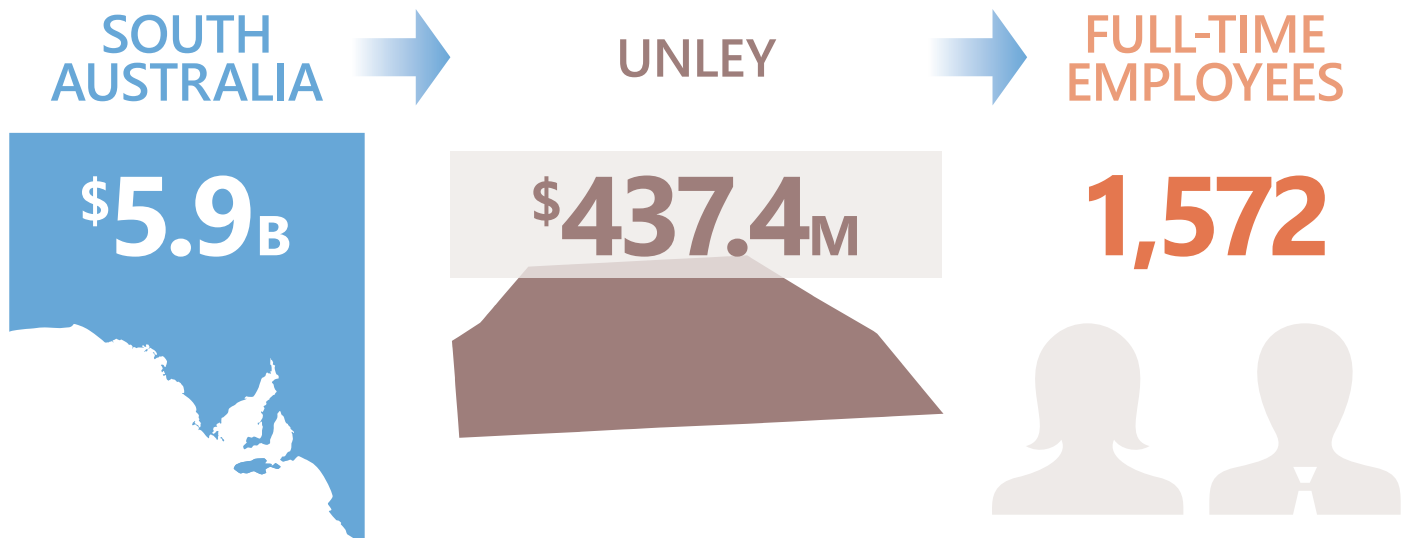 SOUTH
AUSTRALIA
UNLEY
FULL-TIME
EMPLOYEES
$5.9B
$437.4M
1,572